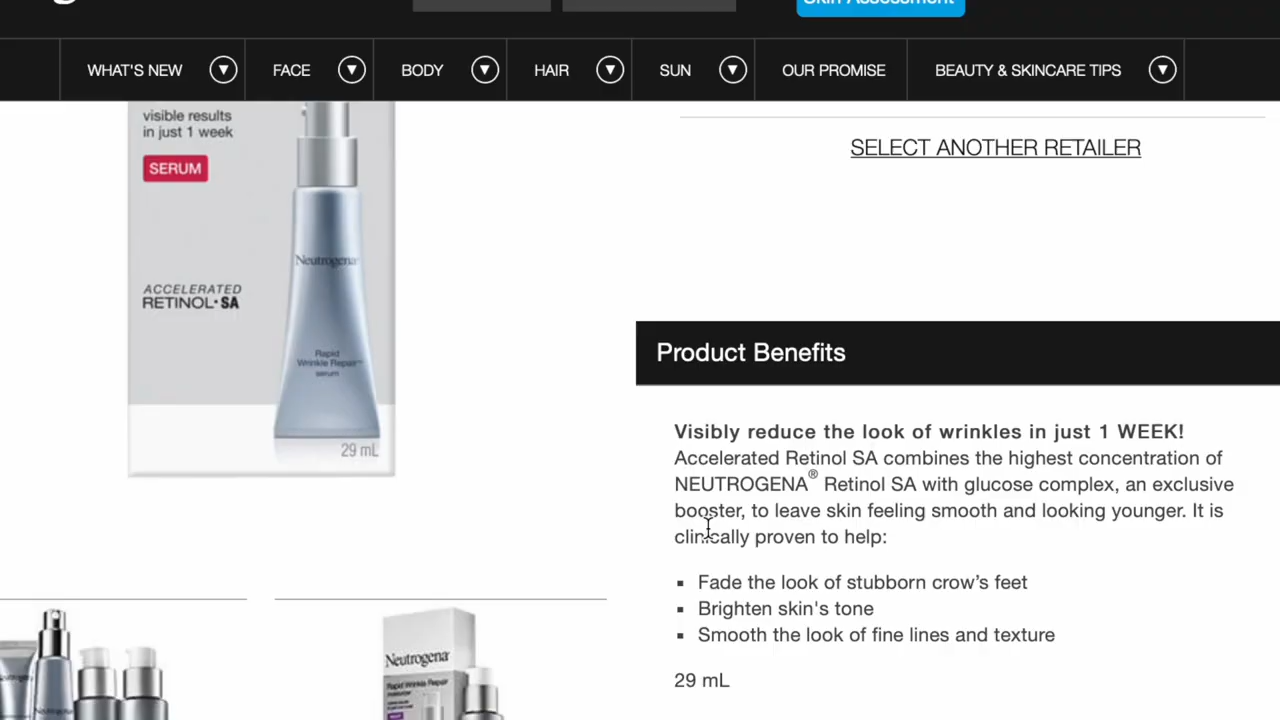 Skin Assessment
WHAT'S NEW
FACE
BODY
HAIR
SUN
OUR PROMISE
BEAUTY & SKINCARE TIPS
visible results
in just 1 week
SERUM
Neutrogena
ACCELERATED
RETINOL•SA
Rapid
Wrinkle Repair™
serum
29 mL
SELECT ANOTHER RETAILER
Product Benefits
Visibly reduce the look of wrinkles in just 1 WEEK!
Accelerated Retinol SA combines the highest concentration of
NEUTROGENA® Retinol SA with glucose complex, an exclusive
booster, to leave skin feeling smooth and looking younger. It is
clinically proven to help:
▪ Fade the look of stubborn crow’s feet
▪ Brighten skin's tone
▪ Smooth the look of fine lines and texture
29 mL
Neutrogena
Rapid Wrinkle Repair